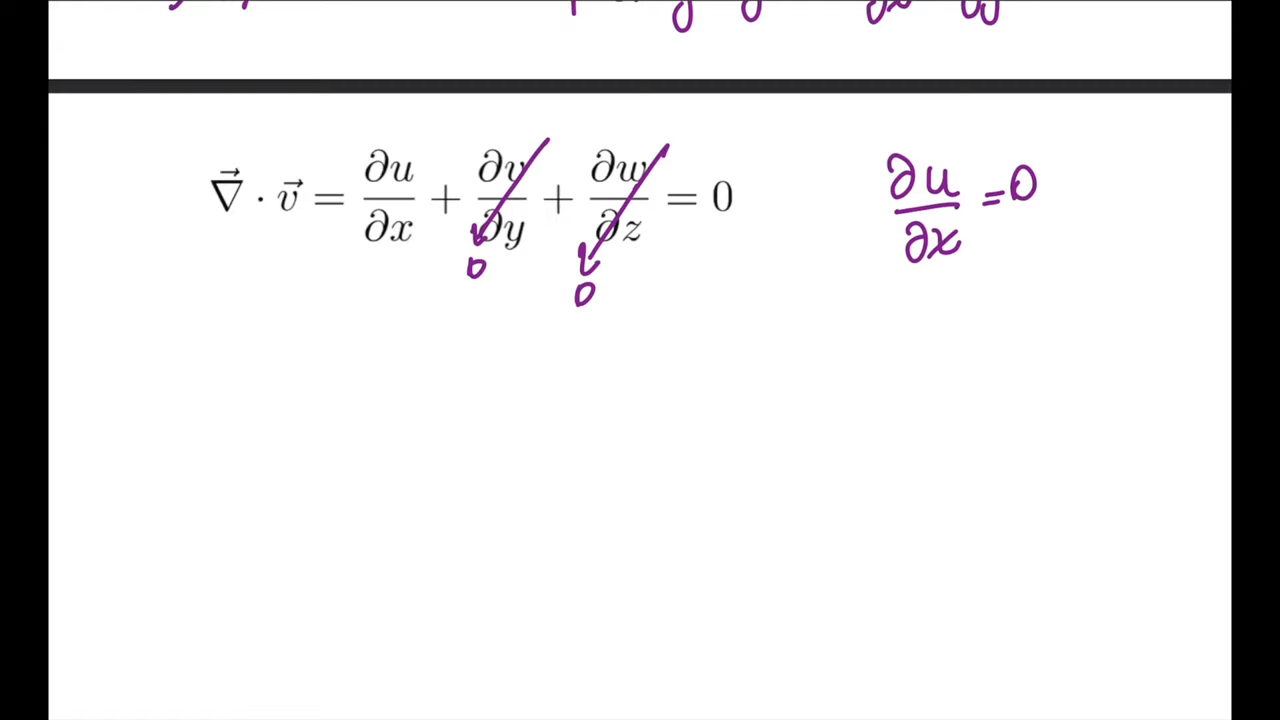 ∇⃗ · v⃗ = ∂u/∂x + ∂v/∂y + ∂w/∂z = 0
0 0
∂u/∂x = 0